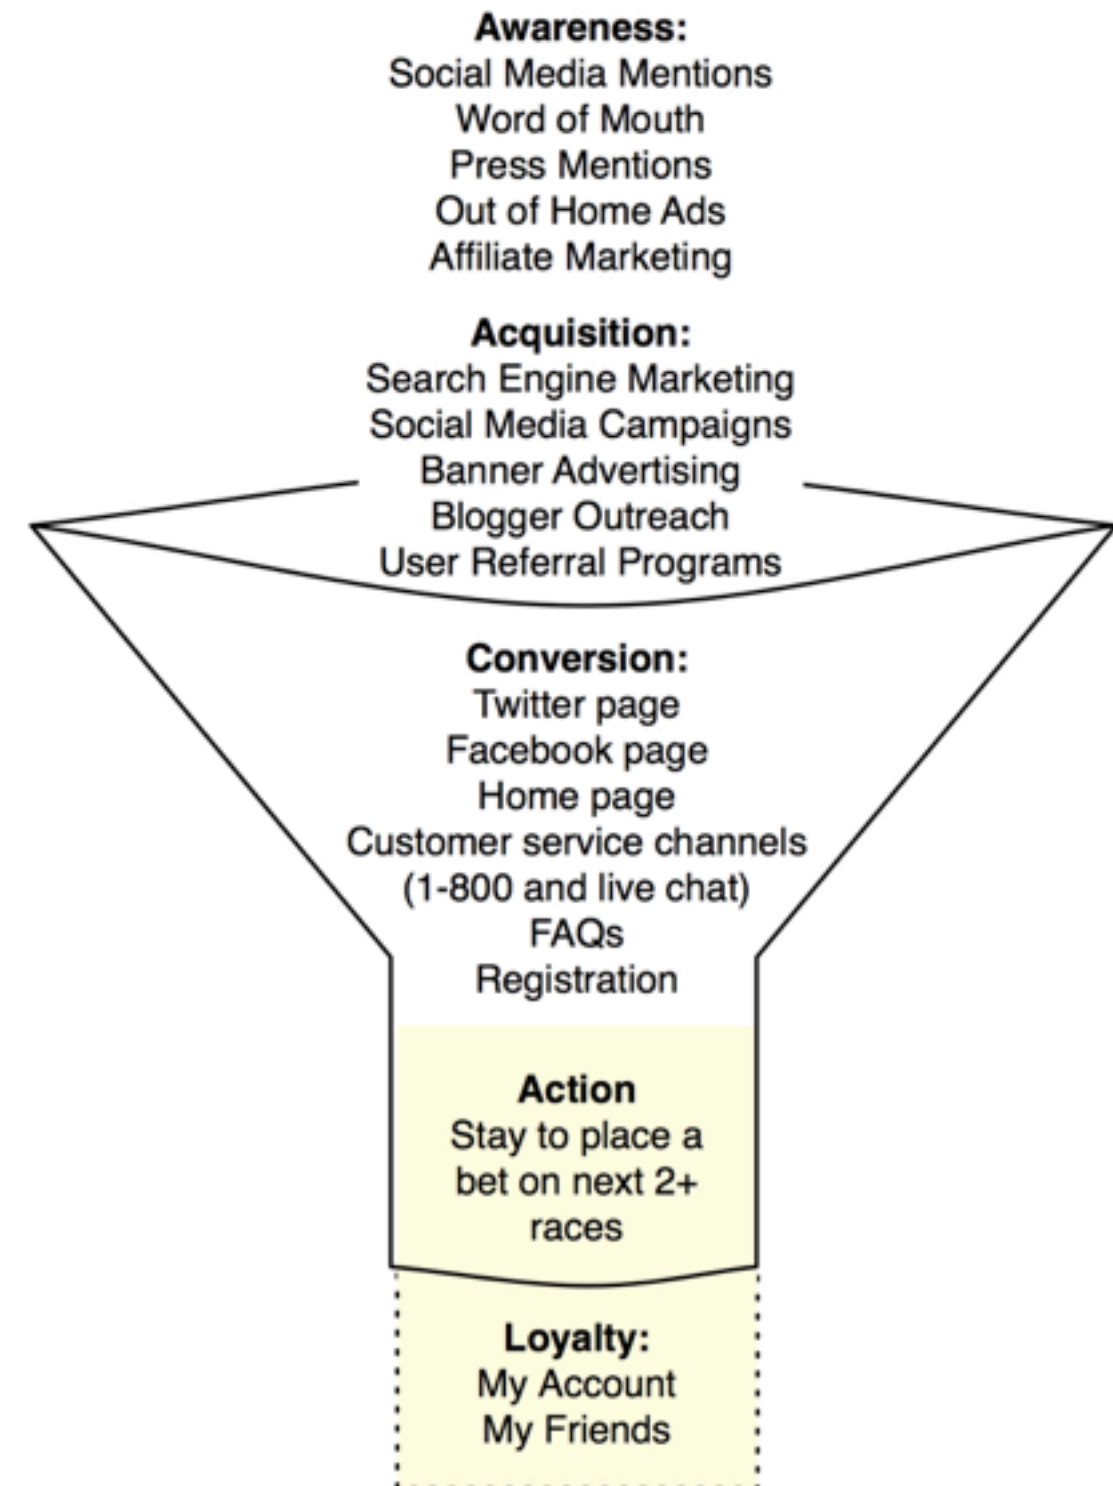 Awareness:
Social Media Mentions
Word of Mouth
Press Mentions
Out of Home Ads
Affiliate Marketing
Acquisition:
Search Engine Marketing
Social Media Campaigns
Banner Advertising
Blogger Outreach
User Referral Programs
Conversion:
Twitter page
Facebook page
Home page
Customer service channels
(1-800 and live chat)
FAQs
Registration
Action
Stay to place a
bet on next 2+
races
Loyalty:
My Account
My Friends